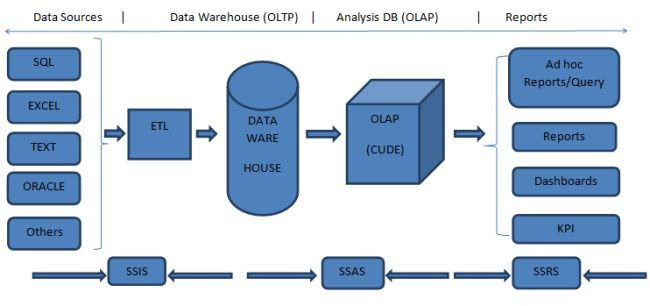 Data Sources | Data Warehouse (OLTP) | Analysis DB (OLAP) | Reports
SQL
EXCEL
TEXT
ORACLE
Others
ETL
DATA
WARE
HOUSE
OLAP
(CUDE)
Ad hoc
Reports/Query
Reports
Dashboards
KPI
SSIS
SSAS
SSRS